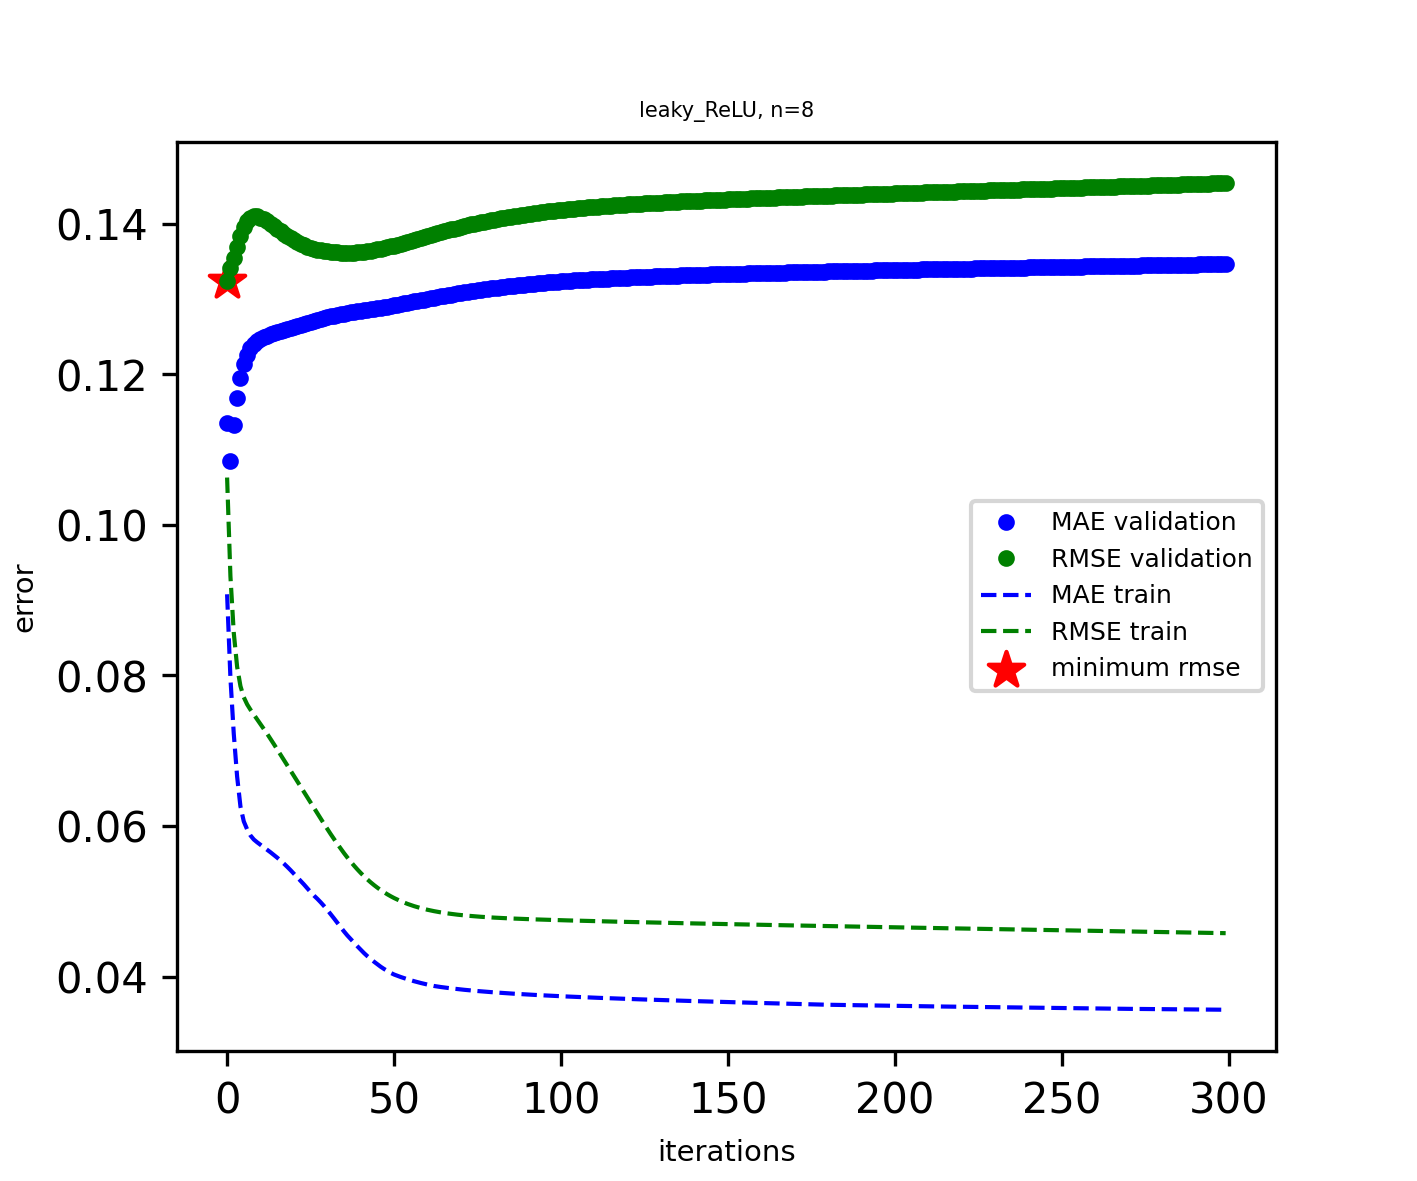 leaky_ReLU, n=8
0.14
0.12
0.10
0.08
0.06
0.04
error
MAE validation
RMSE validation
MAE train
RMSE train
minimum rmse
0 50 100 150 200 250 300
iterations